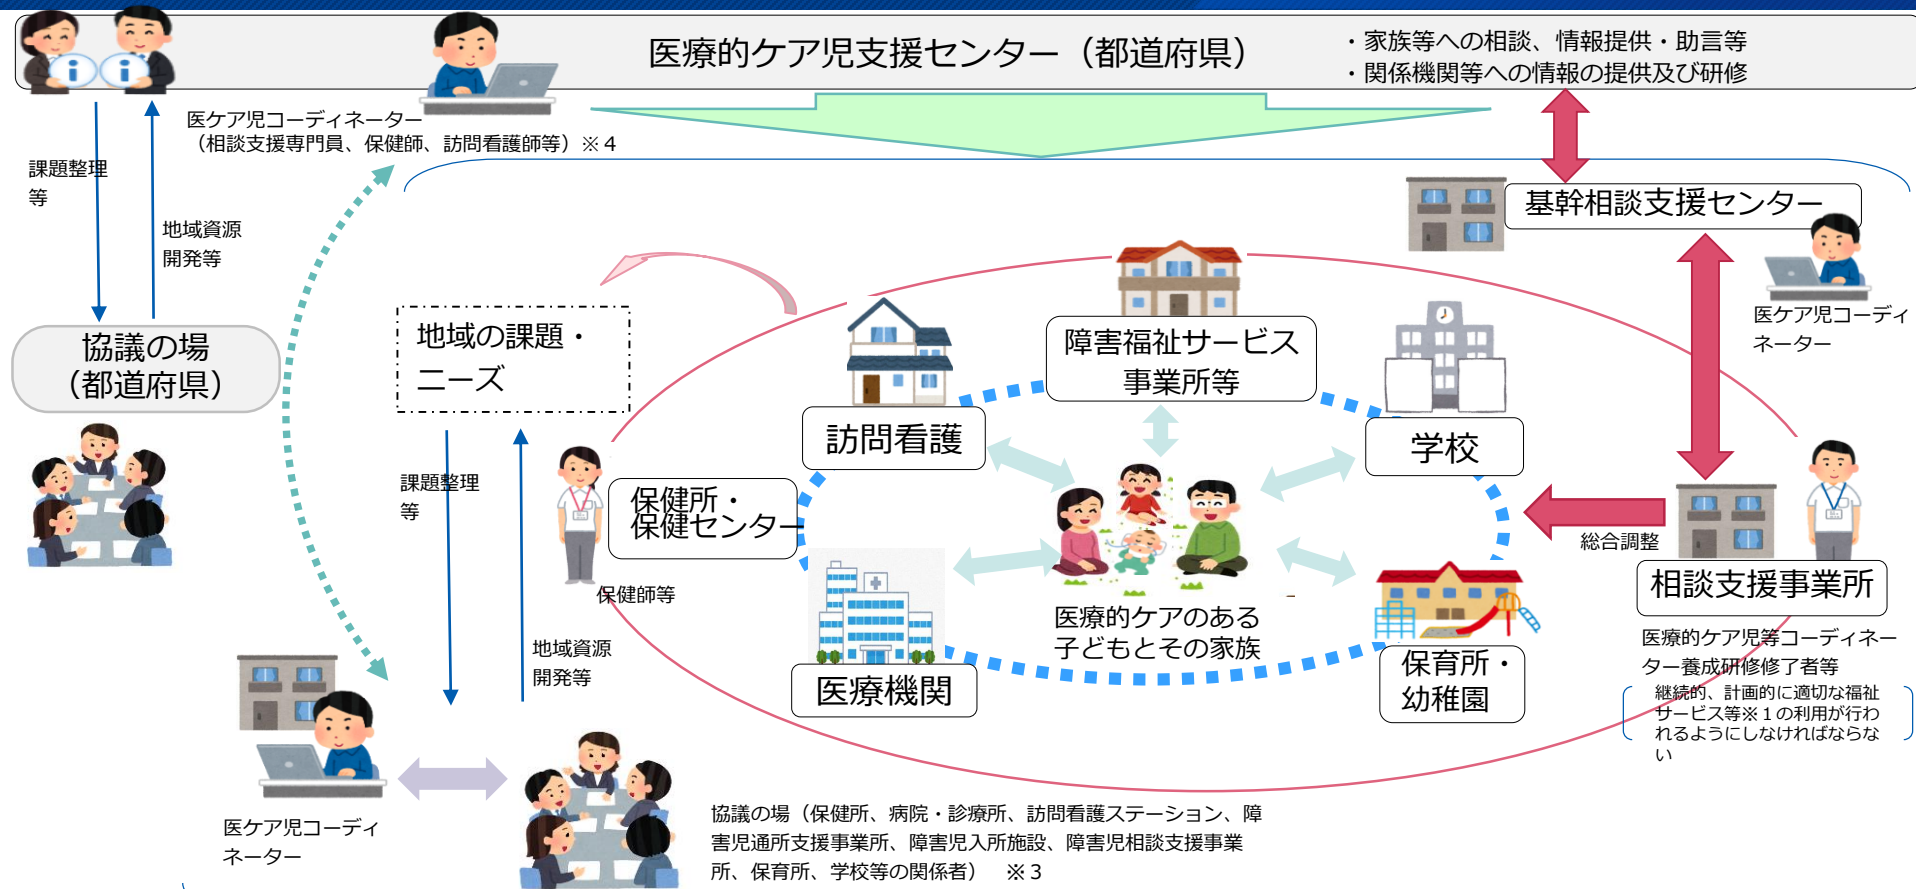 医療的ケア児支援センター（都道府県）
・家族等への相談、情報提供・助言等
・関係機関等への情報の提供及び研修
医ケア児コーディネーター
（相談支援専門員、保健師、訪問看護師等）※４
課題整理
等
地域資源
開発等
協議の場
（都道府県）
基幹相談支援センター
医ケア児コーディ
ネーター
地域の課題・
ニーズ
障害福祉サービス
事業所等
訪問看護
学校
課題整理
等
保健所・
保健センター
保健師等
総合調整
相談支援事業所
医療的ケア児等コーディネー
ター養成研修修了者等
継続的、計画的に適切な福祉
サービス等※１の利用が行わ
れるようにしなければならな
い
医療的ケアのある
子どもとその家族
地域資源
開発等
医療機関
保育所・
幼稚園
医ケア児コーディ
ネーター
協議の場（保健所、病院・診療所、訪問看護ステーション、障
害児通所支援事業所、障害児入所施設、障害児相談支援事業
所、保育所、学校等の関係者）　※３